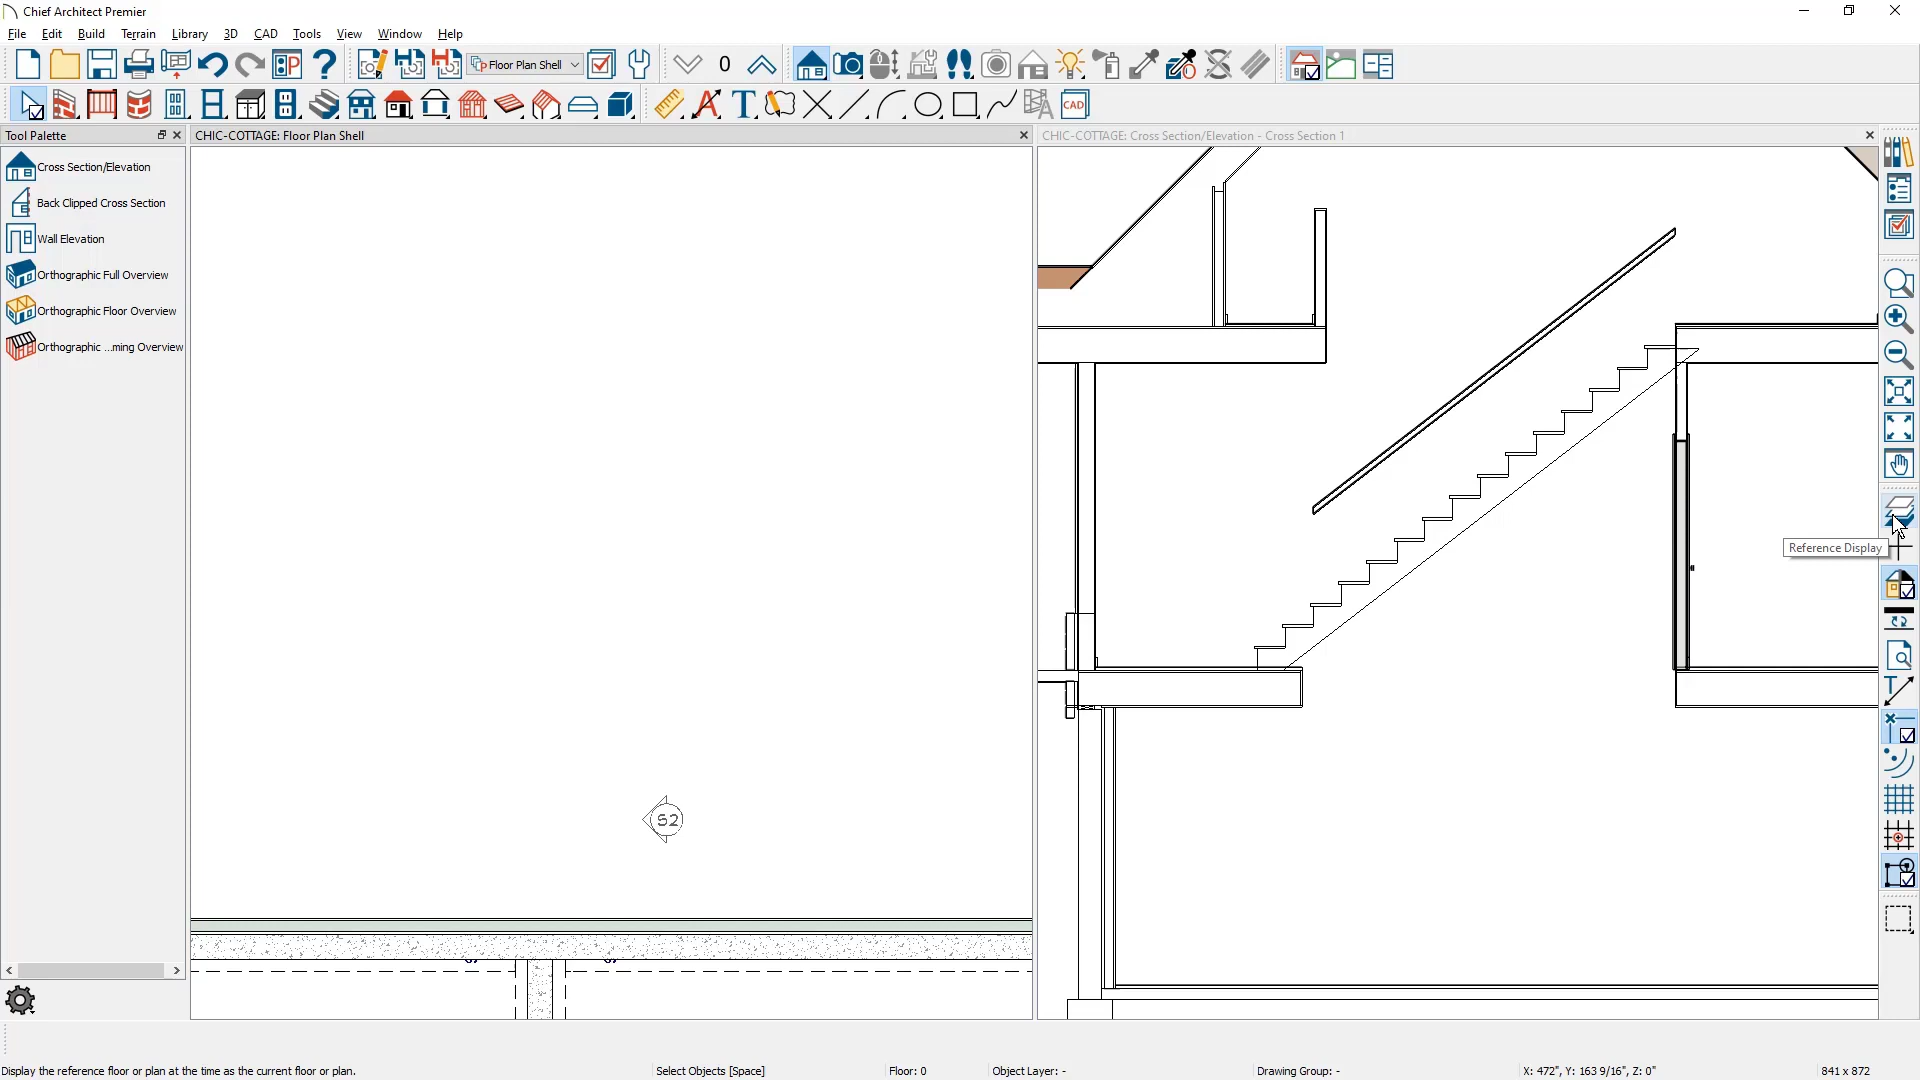 Chief Architect Premier
File Edit Build Terrain Library 3D CAD Tools View Window Help
Floor Plan Shell 0
CAD
Tool Palette
CHIC-COTTAGE: Floor Plan Shell
CHIC-COTTAGE: Cross Section/Elevation - Cross Section 1
Cross Section/Elevation
Back Clipped Cross Section
Wall Elevation
Orthographic Full Overview
Orthographic Floor Overview
Orthographic ...ming Overview
Reference Display
S2
Display the reference floor or plan at the time as the current floor or plan.
Select Objects [Space]
Floor: 0
Object Layer: -
Drawing Group: -
X: 472", Y: 163 9/16", Z: 0"
841 x 872